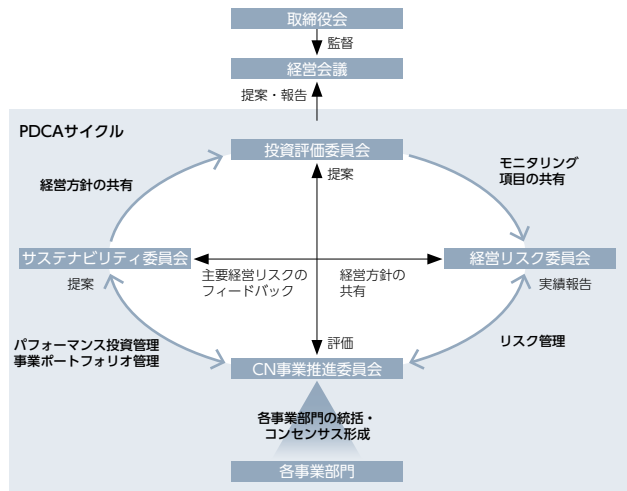 取締役会
監督
経営会議
提案・報告
PDCAサイクル
投資評価委員会
提案
経営方針の共有
モニタリング
項目の共有
サステナビリティ委員会
経営リスク委員会
提案
主要経営リスクの
フィードバック
経営方針の
共有
実績報告
パフォーマンス投資管理
事業ポートフォリオ管理
評価
リスク管理
CN事業推進委員会
各事業部門の統括・
コンセンサス形成
各事業部門